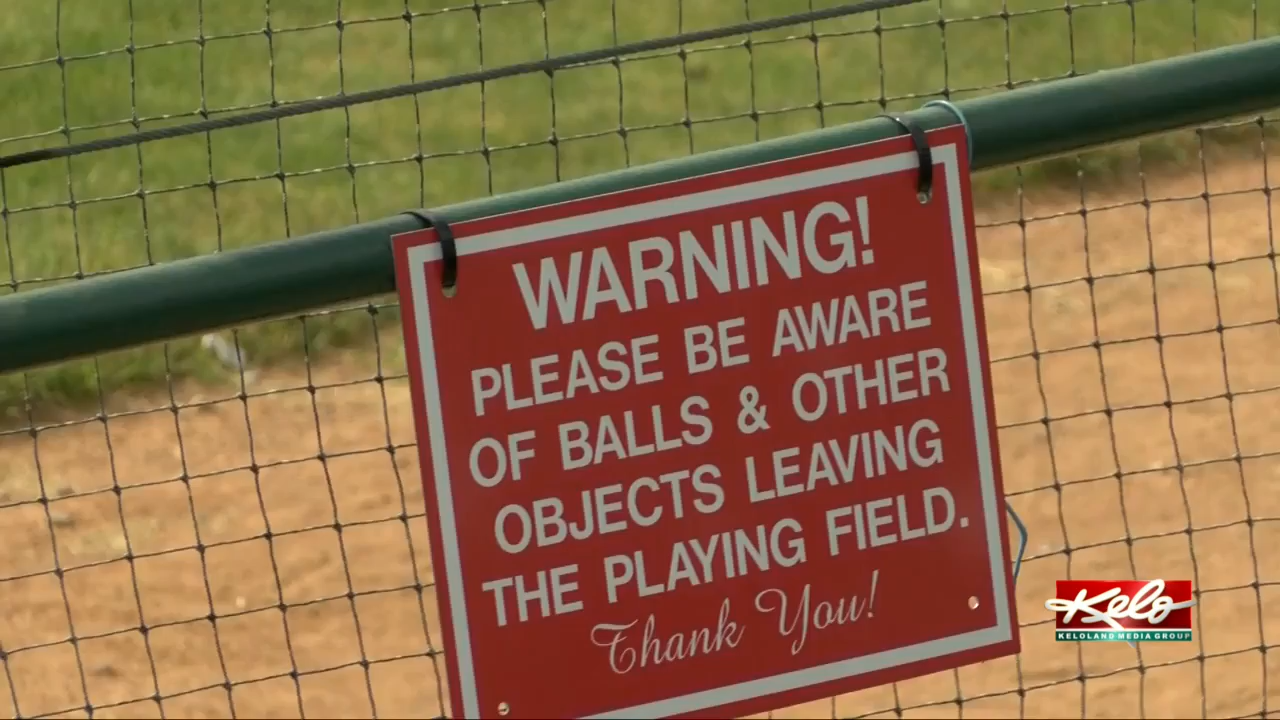 WARNING!
PLEASE BE AWARE
OF BALLS & OTHER
OBJECTS LEAVING
THE PLAYING FIELD.
Thank You!
Kelo
KELOLAND MEDIA GROUP